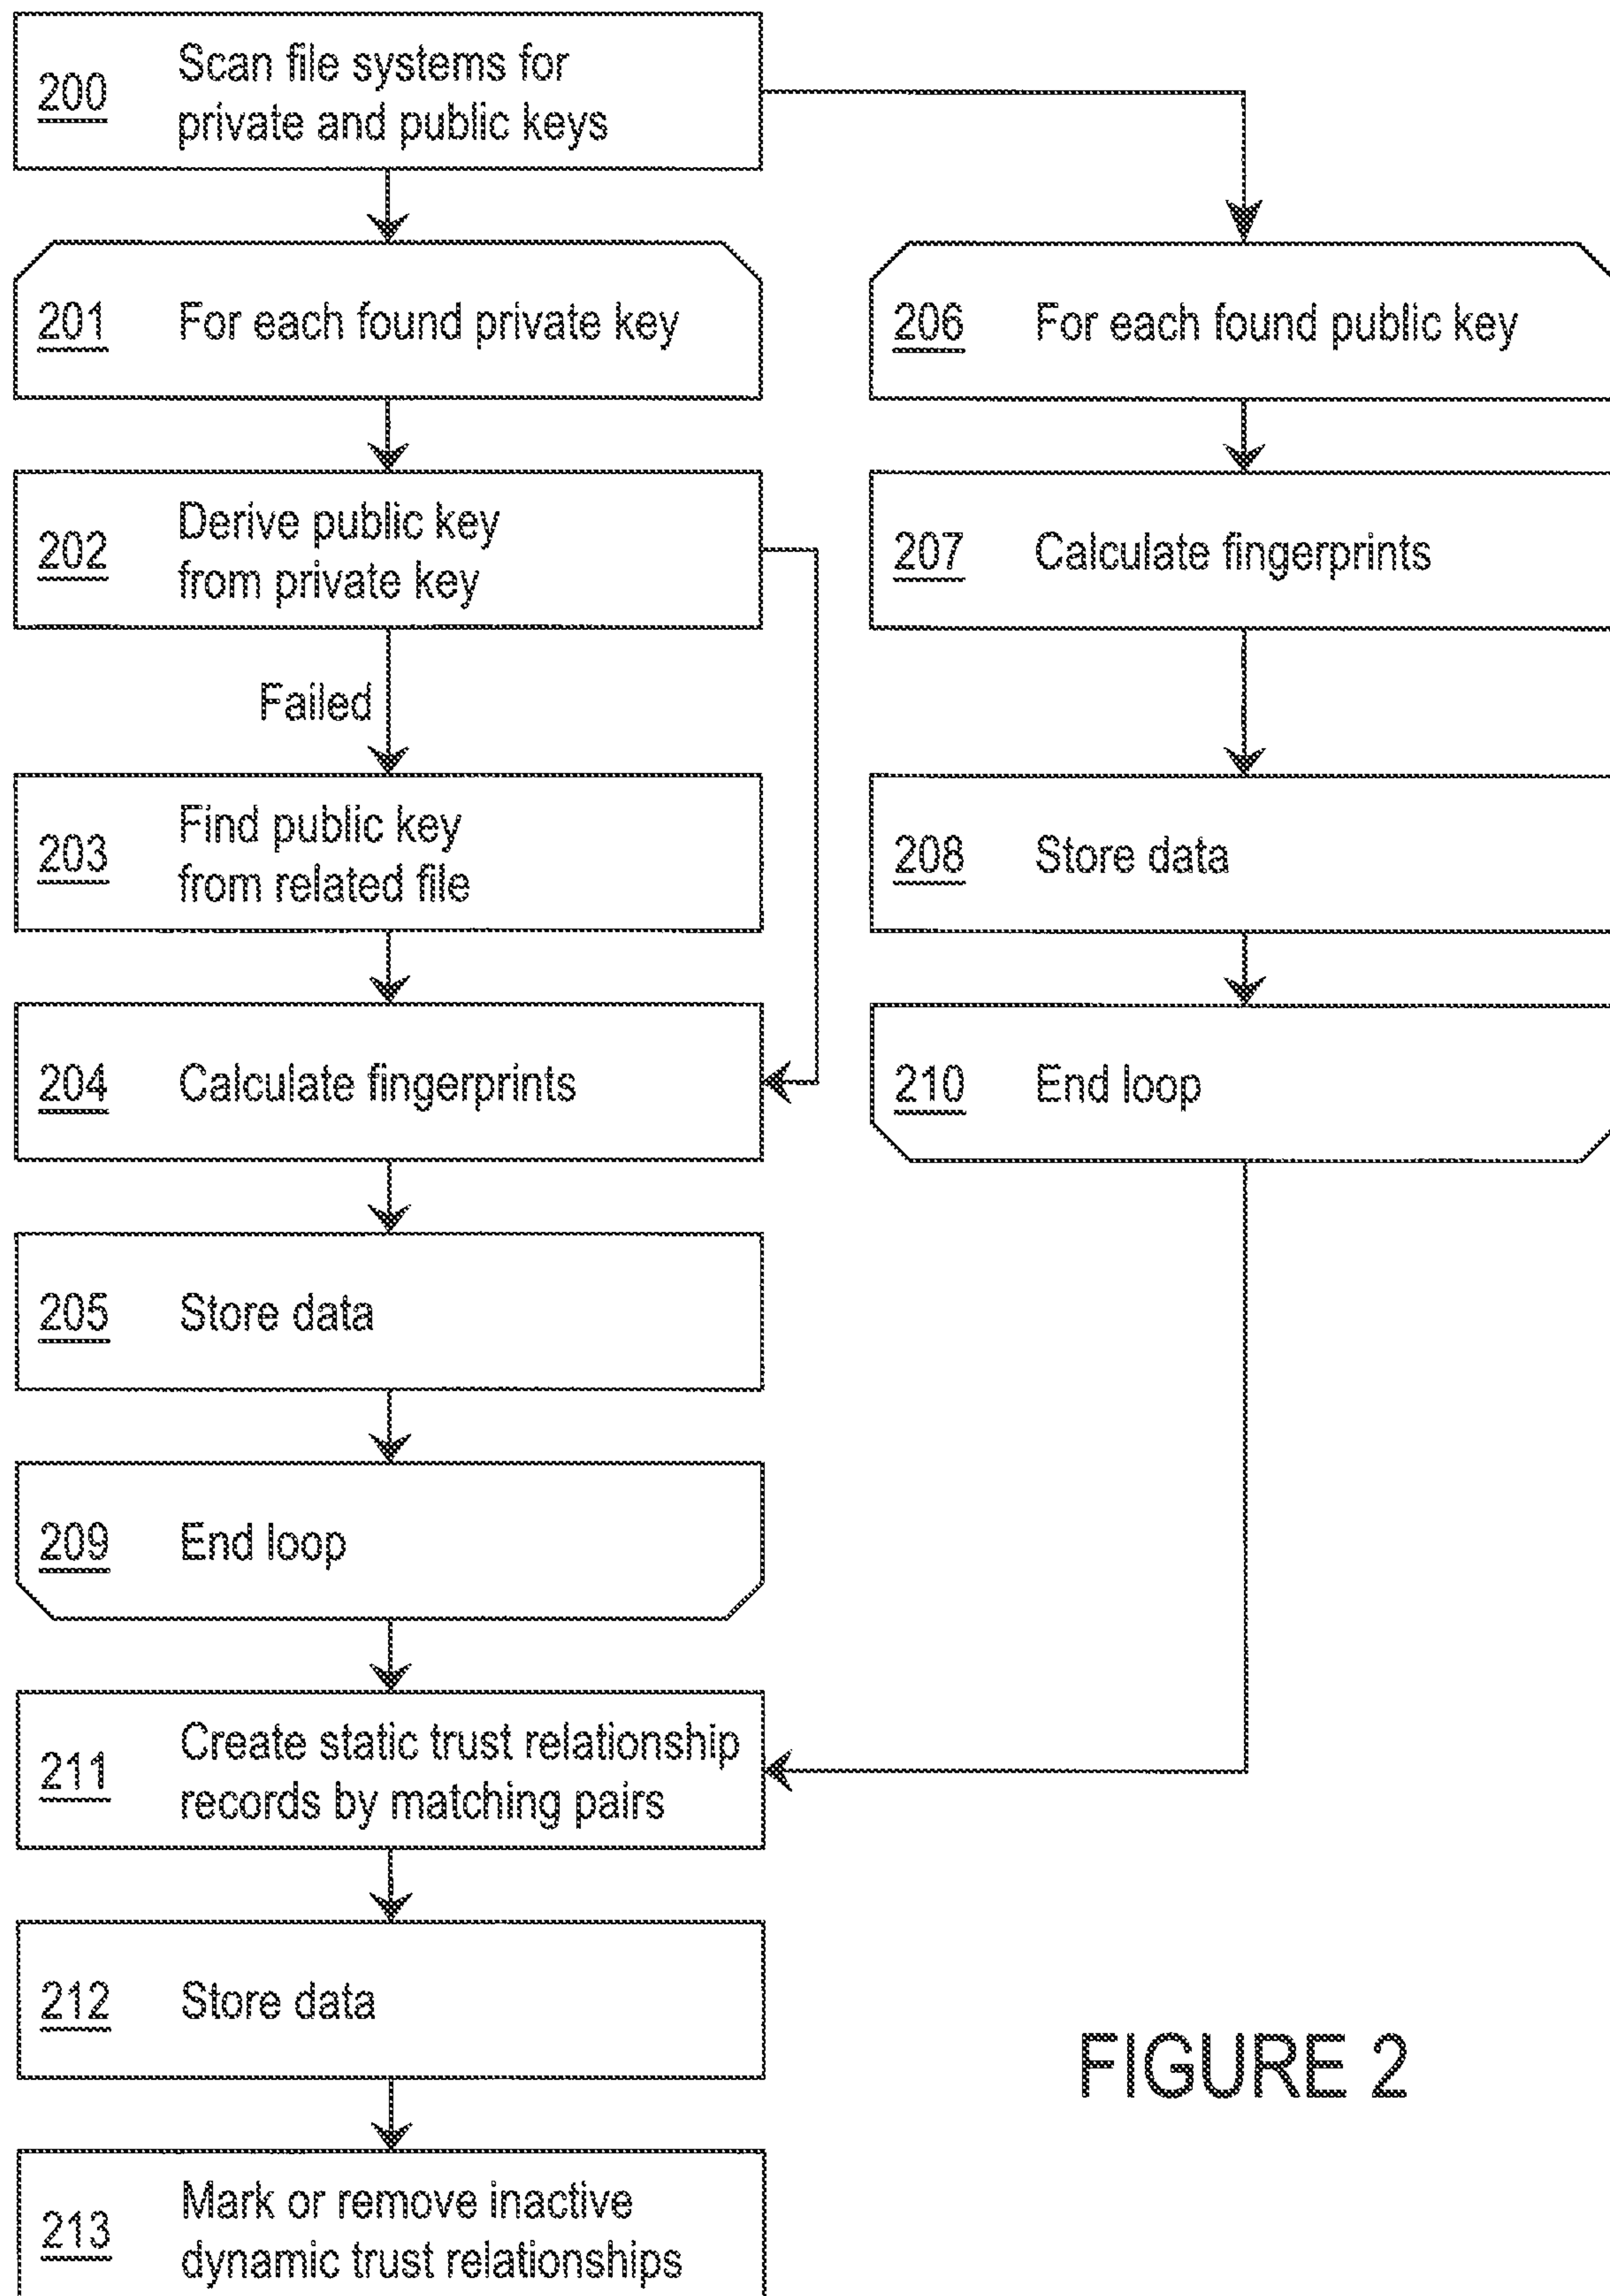 200 Scan file systems for
private and public keys
201 For each found private key
202 Derive public key
from private key
Failed
203 Find public key
from related file
204 Calculate fingerprints
205 Store data
209 End loop
206 For each found public key
207 Calculate fingerprints
208 Store data
210 End loop
211 Create static trust relationship
records by matching pairs
212 Store data
213 Mark or remove inactive
dynamic trust relationships
FIGURE 2